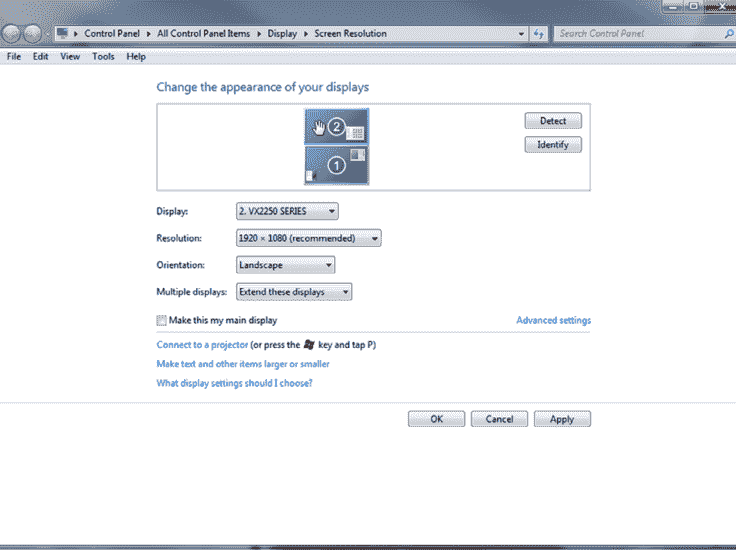 Control Panel ▸ All Control Panel Items ▸ Display ▸ Screen Resolution
Search Control Panel
File Edit View Tools Help
Change the appearance of your displays
2
1
Detect
Identify
Display: 2. VX2250 SERIES
Resolution: 1920 × 1080 (recommended)
Orientation: Landscape
Multiple displays: Extend these displays
Make this my main display
Advanced settings
Connect to a projector (or press the key and tap P)
Make text and other items larger or smaller
What display settings should I choose?
OK Cancel Apply